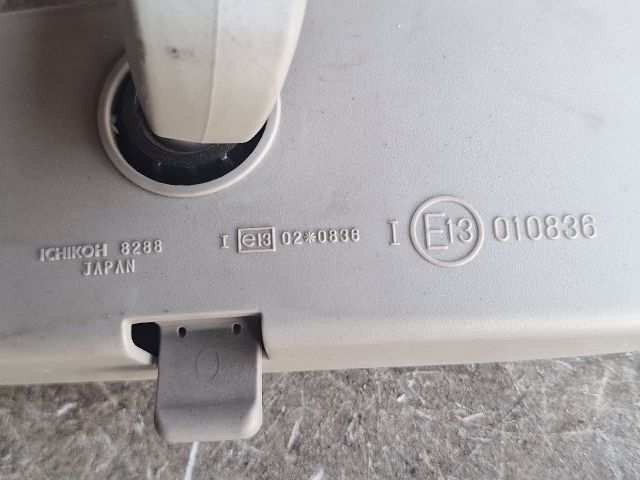 ICHIKOH 8288
JAPAN
I e13 02*0836
I E13 010836